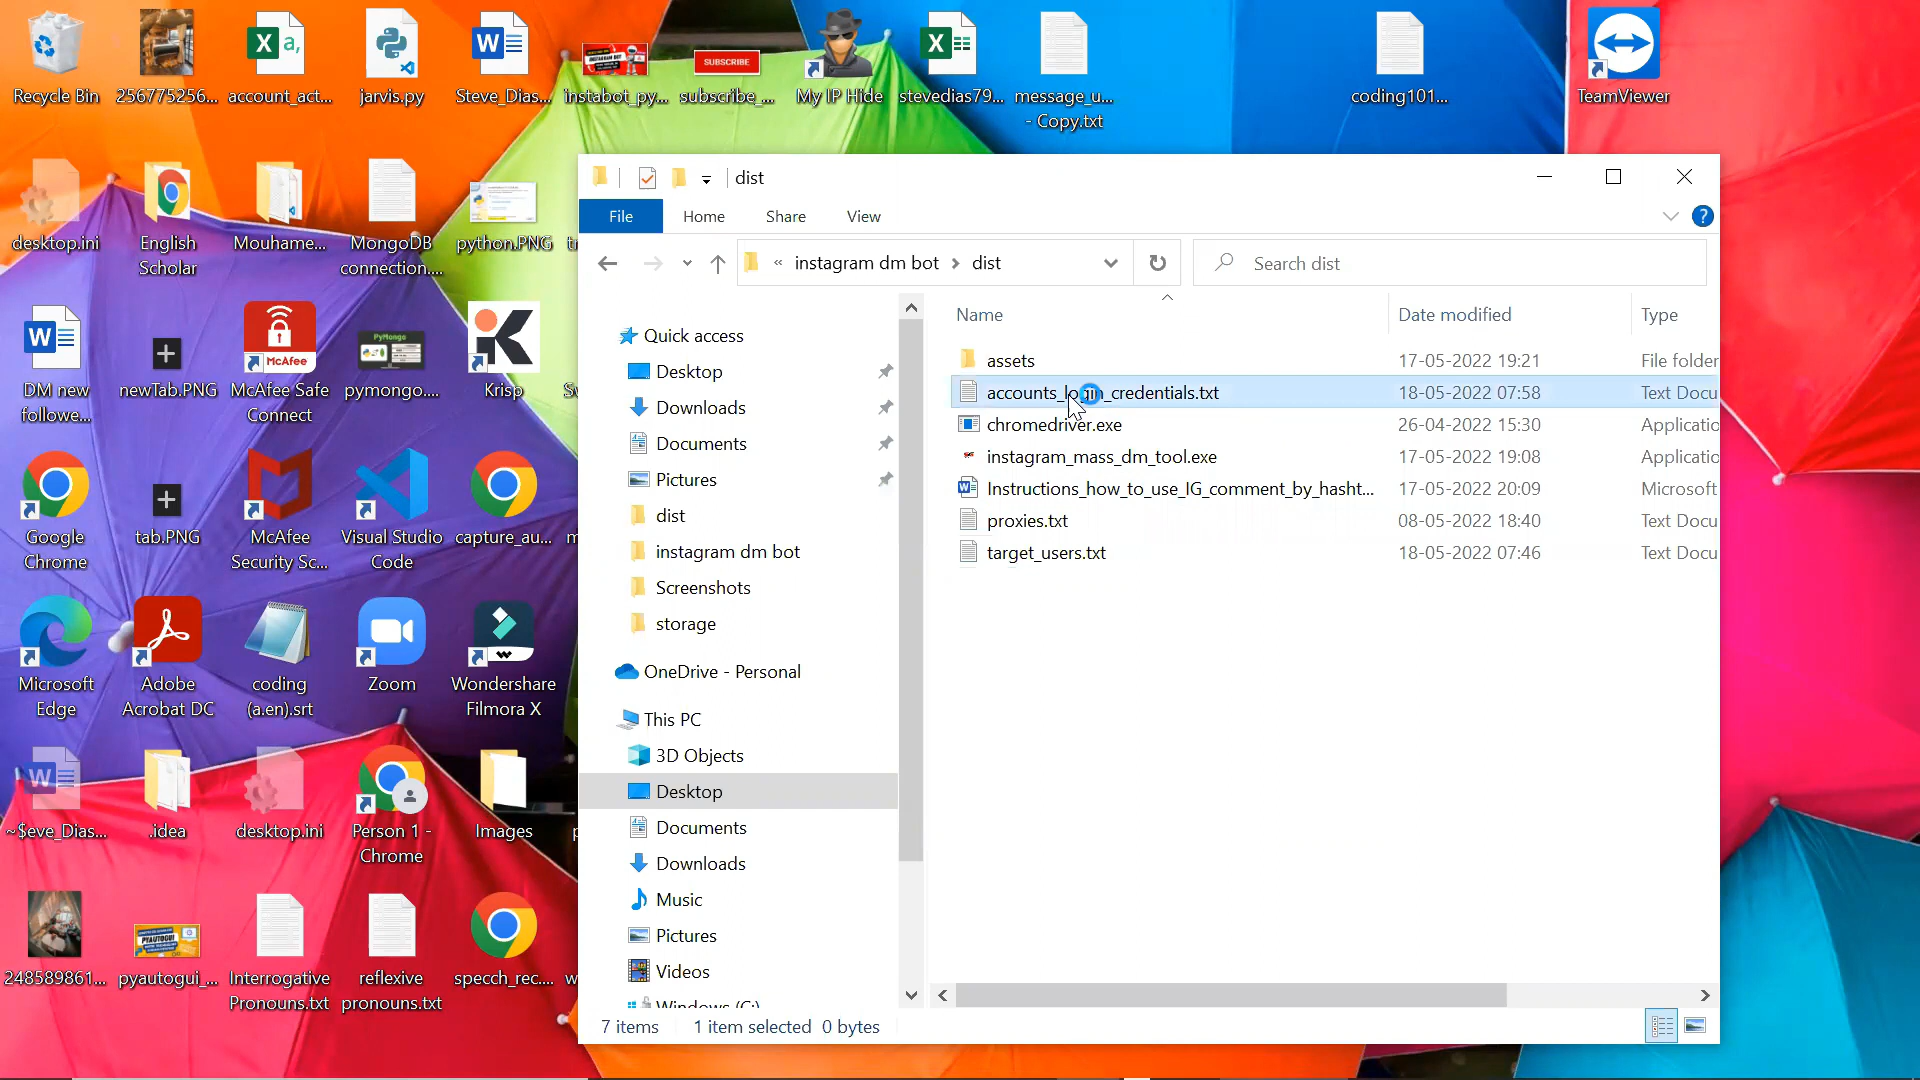 Recycle Bin
256775256...
account_act...
jarvis.py
Steve_Dias...
instabot_py...
SUBSCRIBE
subscribe_...
My IP Hide
stevedias79...
message_u...
- Copy.txt
coding101...
TeamViewer
desktop.ini
English
Scholar
Mouhame...
MongoDB
connection....
python.PNG
DM new
followe...
newTab.PNG
McAfee
McAfee Safe
Connect
PyMongo
pymongo....
Krisp
Google
Chrome
tab.PNG
McAfee
Security Sc...
Visual Studio
Code
capture_au...
Microsoft
Edge
Adobe
Acrobat DC
coding
(a.en).srt
Zoom
Wondershare
Filmora X
~$eve_Dias...
.idea
desktop.ini
Person 1 -
Chrome
Images
248589861...
PYAUTOGUI
pyautogui_...
Interrogative
Pronouns.txt
reflexive
pronouns.txt
specch_rec....
dist
File
Home
Share
View
« instagram dm bot > dist
Search dist
Quick access
Desktop
Downloads
Documents
Pictures
dist
instagram dm bot
Screenshots
storage
OneDrive - Personal
This PC
3D Objects
Desktop
Documents
Downloads
Music
Pictures
Videos
Windows (C:)
Name Date modified Type
assets 17-05-2022 19:21 File folder
accounts_login_credentials.txt 18-05-2022 07:58 Text Docu
chromedriver.exe 26-04-2022 15:30 Applicatio
instagram_mass_dm_tool.exe 17-05-2022 19:08 Applicatio
Instructions_how_to_use_IG_comment_by_hasht... 17-05-2022 20:09 Microsoft
proxies.txt 08-05-2022 18:40 Text Docu
target_users.txt 18-05-2022 07:46 Text Docu
7 items 1 item selected 0 bytes